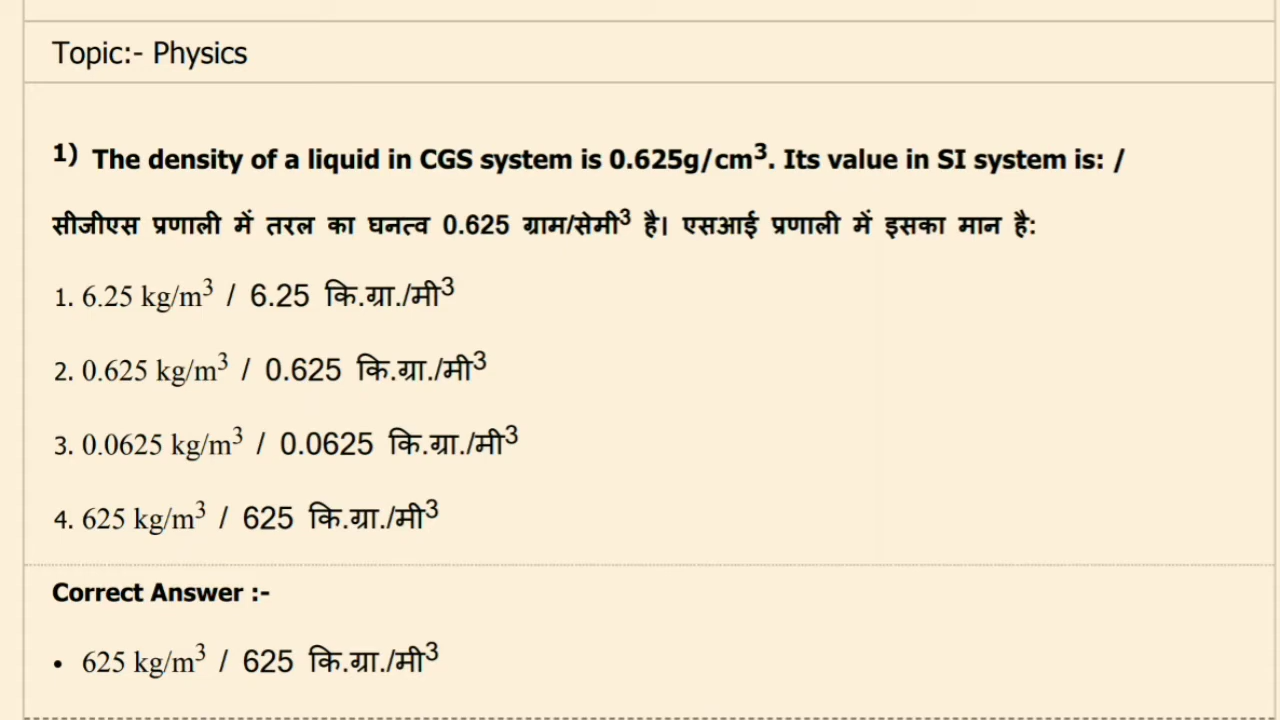 Topic:- Physics
1) The density of a liquid in CGS system is 0.625g/cm³. Its value in SI system is: /
सीजीएस प्रणाली में तरल का घनत्व 0.625 ग्राम/सेमी³ है। एसआई प्रणाली में इसका मान है:
1. 6.25 kg/m³ / 6.25 कि.ग्रा./मी³
2. 0.625 kg/m³ / 0.625 कि.ग्रा./मी³
3. 0.0625 kg/m³ / 0.0625 कि.ग्रा./मी³
4. 625 kg/m³ / 625 कि.ग्रा./मी³
Correct Answer :-
• 625 kg/m³ / 625 कि.ग्रा./मी³